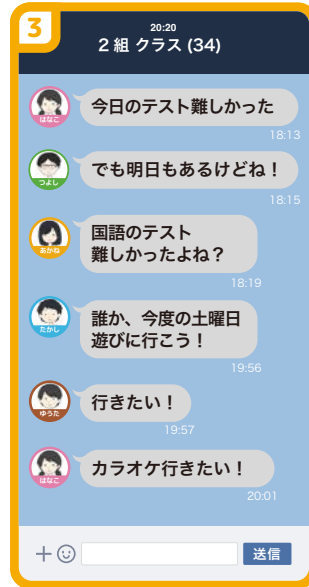 3
20:20
2組 クラス (34)
今日のテスト難しかった
はなこ
18:13
でも明日もあるけどね！
つよし
18:15
国語のテスト
難しかったよね？
あかね
18:19
誰か、今度の土曜日
遊びに行こう！
たかし
19:56
行きたい！
ゆうた
19:57
カラオケ行きたい！
はなこ
20:01
送信